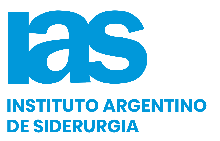 ias
INSTITUTO ARGENTINO
DE SIDERURGIA